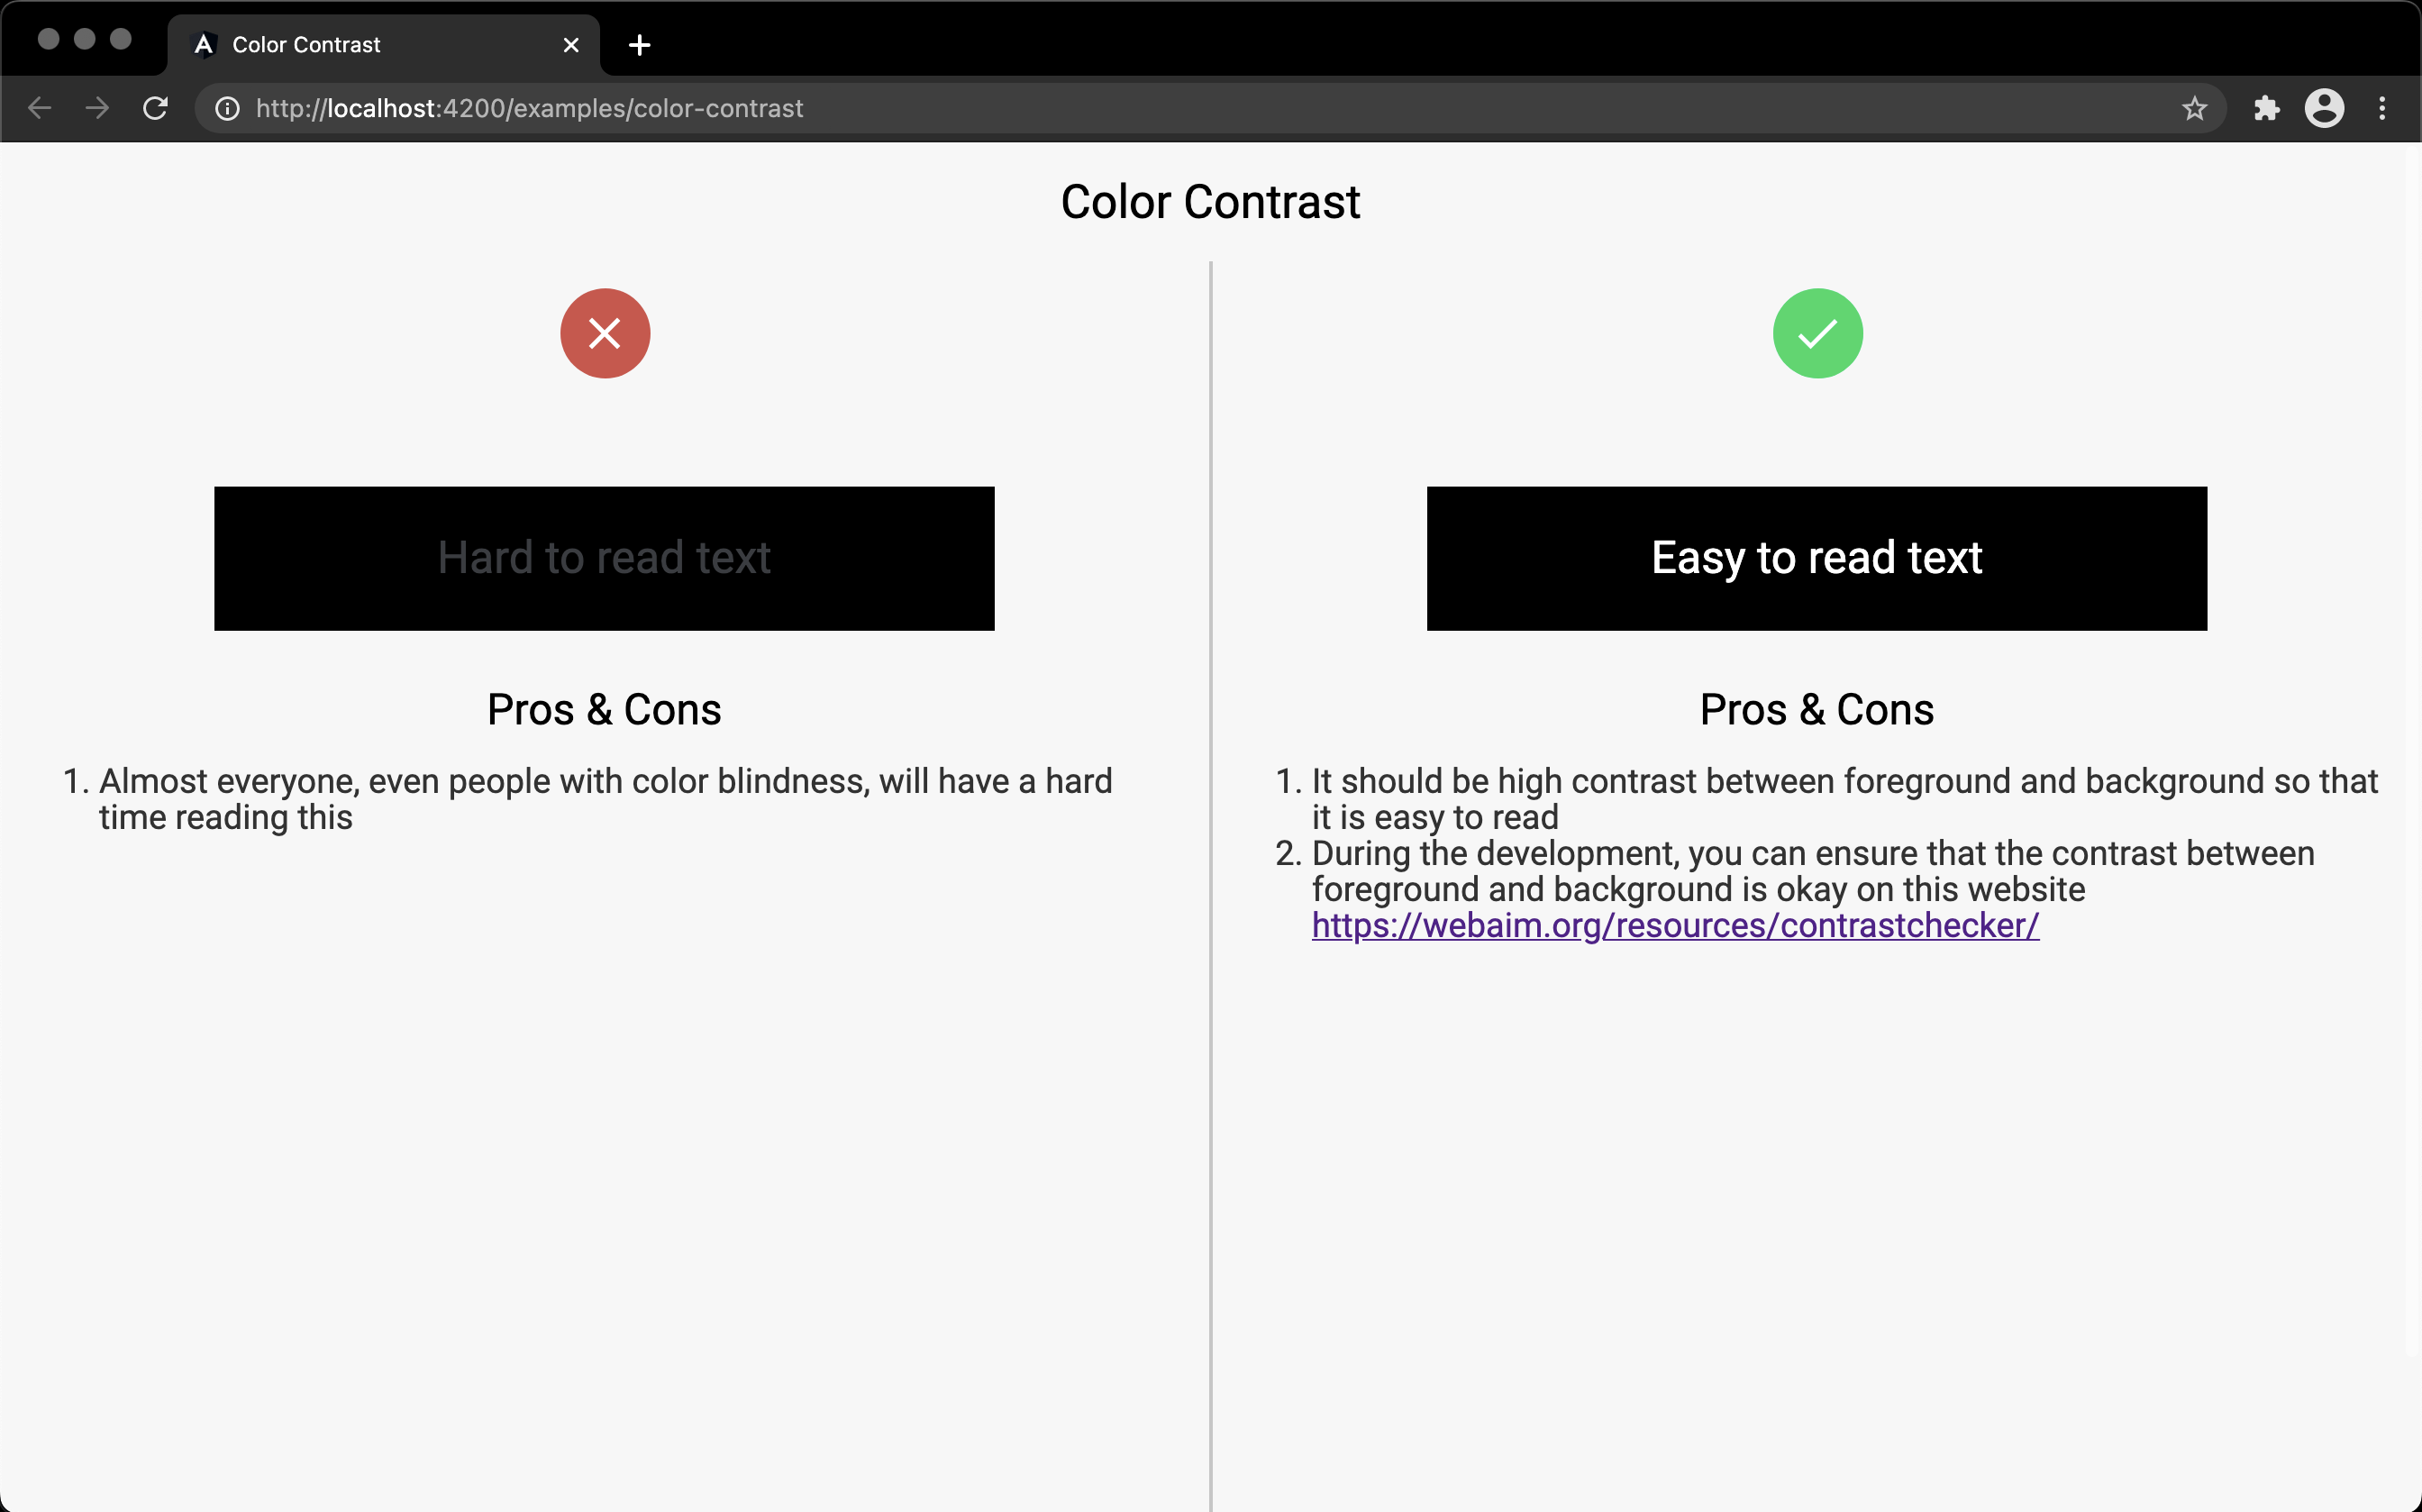 Color Contrast
http://localhost:4200/examples/color-contrast
Color Contrast
Hard to read text
Pros & Cons
1. Almost everyone, even people with color blindness, will have a hard
time reading this
Easy to read text
Pros & Cons
1. It should be high contrast between foreground and background so that
it is easy to read
2. During the development, you can ensure that the contrast between
foreground and background is okay on this website
https://webaim.org/resources/contrastchecker/